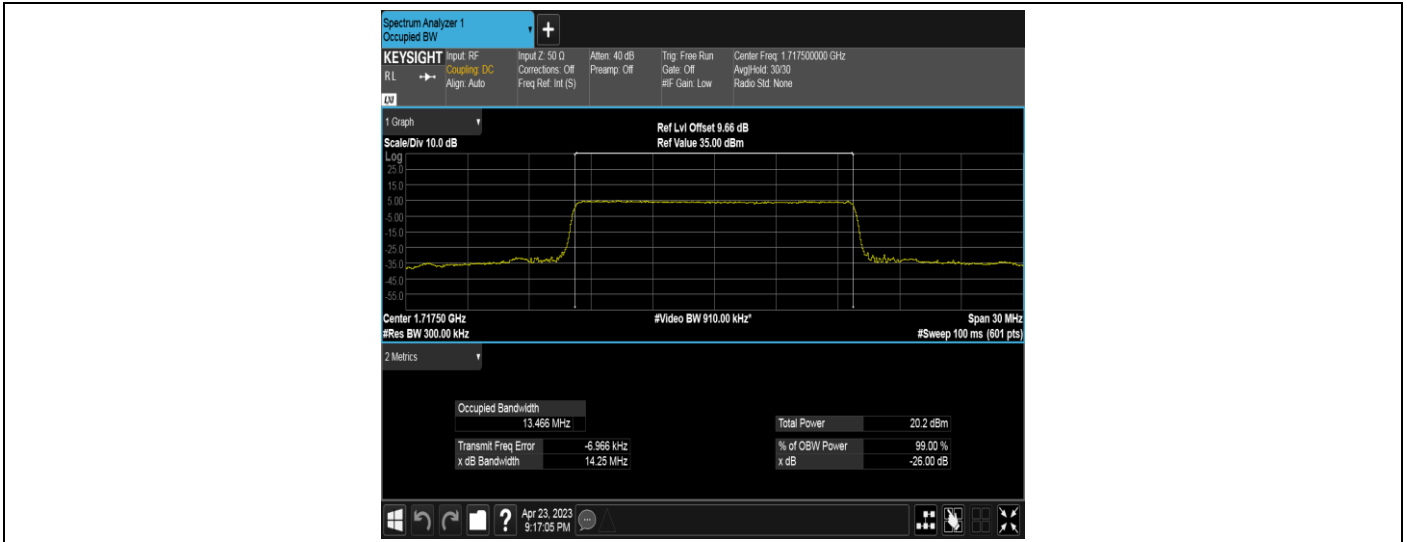 Spectrum Analyzer 1
Occupied BW
+
KEYSIGHT
RL
LXI
Input: RF
Coupling: DC
Align: Auto
Input Z: 50 Ω
Corrections: Off
Freq Ref: Int (S)
Atten: 40 dB
Preamp: Off
Trig: Free Run
Gate: Off
#IF Gain: Low
Center Freq: 1.717500000 GHz
Avg|Hold: 30/30
Radio Std: None
1 Graph
Scale/Div 10.0 dB
Ref Lvl Offset 9.66 dB
Ref Value 35.00 dBm
Log
25.0
15.0
5.00
-5.00
-15.0
-25.0
-35.0
-45.0
-55.0
Center 1.71750 GHz
#Res BW 300.00 kHz
#Video BW 910.00 kHz*
Span 30 MHz
#Sweep 100 ms (601 pts)
2 Metrics
Occupied Bandwidth
13.466 MHz
Transmit Freq Error -6.966 kHz
x dB Bandwidth 14.25 MHz
Total Power 20.2 dBm
% of OBW Power 99.00 %
x dB -26.00 dB
?
Apr 23, 2023
9:17:05 PM